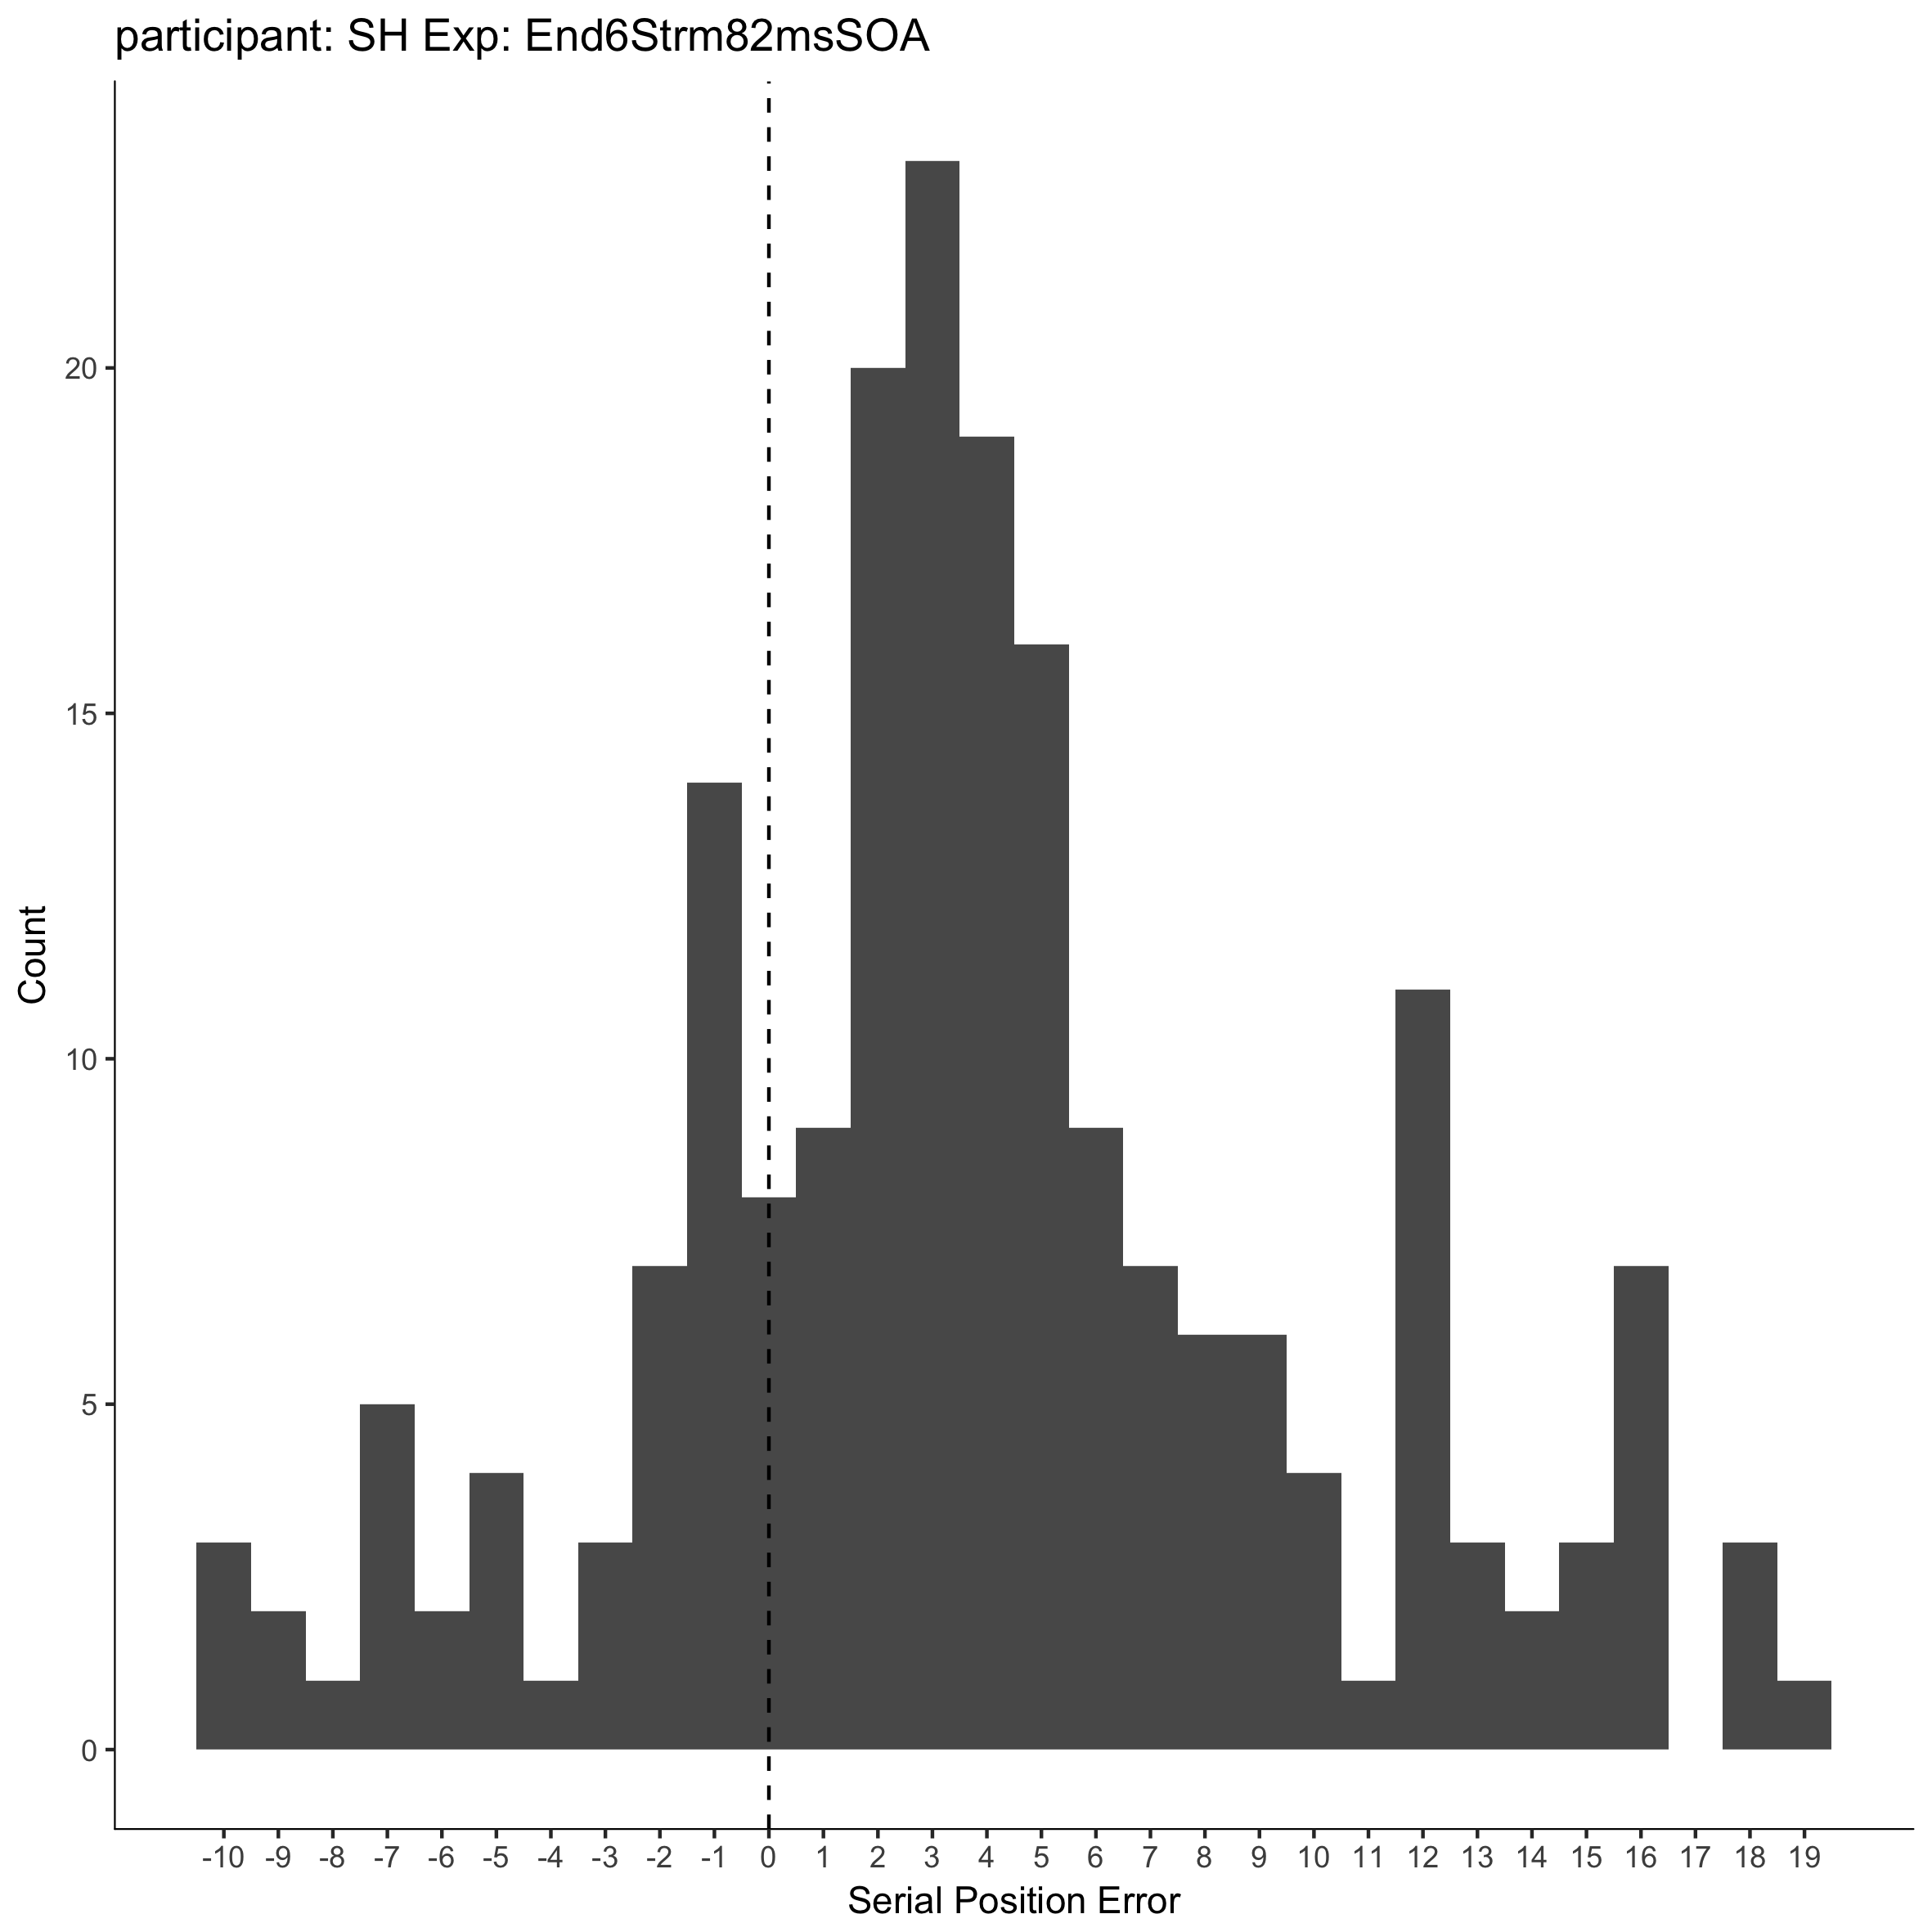 participant: SH Exp: End6Strm82msSOA
20
15
10
5
0
Count
-10 -9 -8 -7 -6 -5 -4 -3 -2 -1 0 1 2 3 4 5 6 7 8 9 10 11 12 13 14 15 16 17 18 19
Serial Position Error